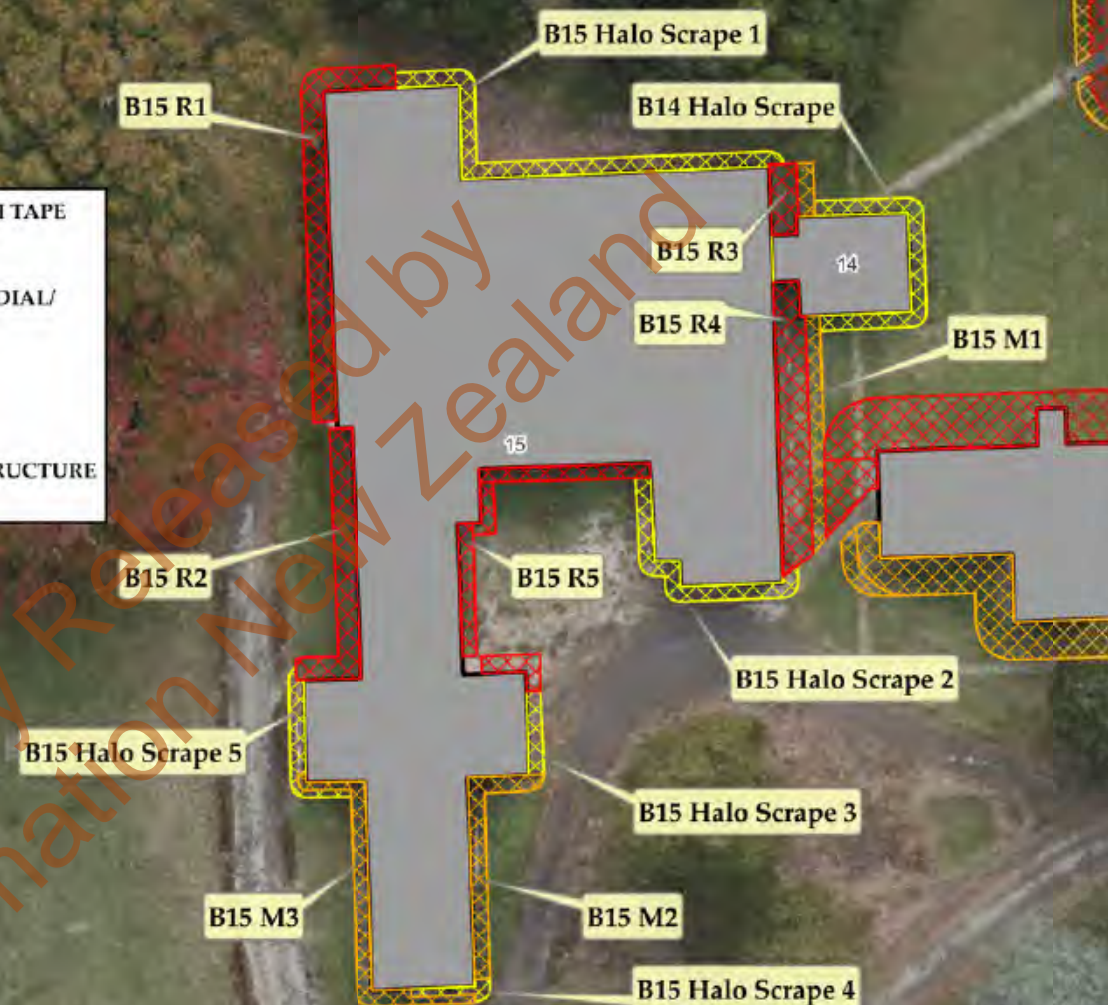 B15 Halo Scrape 1
B15 R1
B14 Halo Scrape
TAPE
B15 R3
14
DIAL/
B15 R4
B15 M1
15
RUCTURE
B15 R2
B15 R5
B15 Halo Scrape 2
B15 Halo Scrape 5
B15 Halo Scrape 3
B15 M3
B15 M2
B15 Halo Scrape 4
y Released by
mation New Zealand